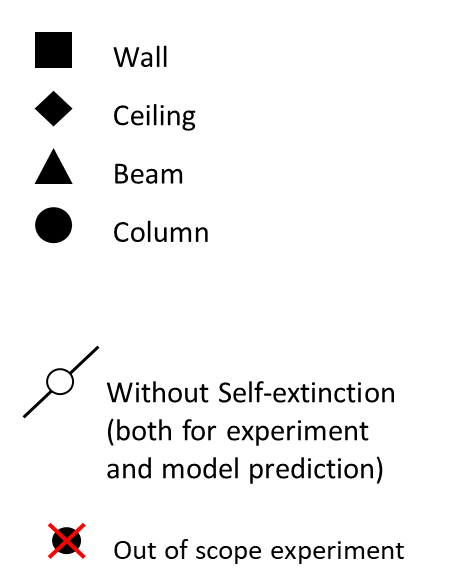 Wall
Ceiling
Beam
Column
Without Self-extinction
(both for experiment
and model prediction)
Out of scope experiment